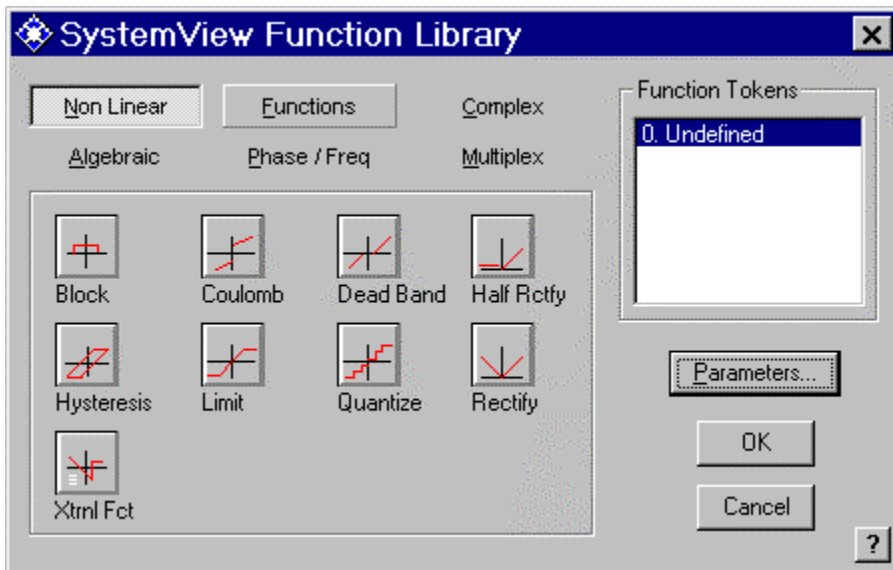 SystemView Function Library
Non Linear Functions Complex
Algebraic Phase / Freq Multiplex
Function Tokens
0. Undefined
Block Coulomb Dead Band Half Rctfy
Hysteresis Limit Quantize Rectify
Xtrnl Fct
Parameters...
OK
Cancel
?